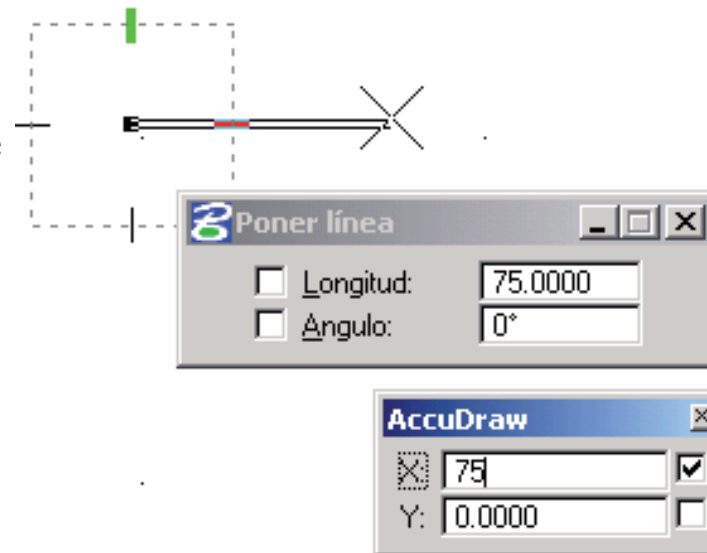 Poner línea
Longitud: 75.0000
Angulo: 0°
AccuDraw
X: 75
Y: 0.0000